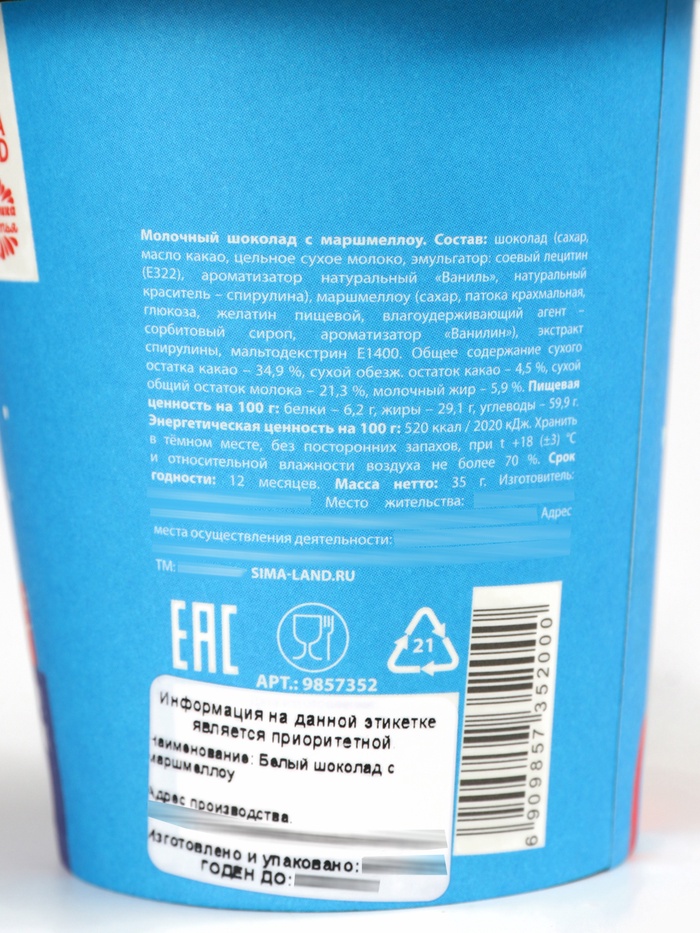 Молочный шоколад с маршмеллоу. Состав: шоколад (сахар,
масло какао, цельное сухое молоко, эмульгатор: соевый лецитин
(Е322), ароматизатор натуральный «Ваниль», натуральный
краситель – спирулина), маршмеллоу (сахар, патока крахмальная,
глюкоза, желатин пищевой, влагоудерживающий агент –
сорбитовый сироп, ароматизатор «Ванилин»), экстракт
спирулины, мальтодекстрин Е1400. Общее содержание сухого
остатка какао – 34,9 %, сухой обезж. остаток какао – 4,5 %, сухой
общий остаток молока – 21,3 %, молочный жир – 5,9 %. Пищевая
ценность на 100 г: белки – 6,2 г, жиры – 29,1 г, углеводы – 59,9 г.
Энергетическая ценность на 100 г: 520 ккал / 2020 кДж. Хранить
в тёмном месте, без посторонних запахов, при t +18 (±3) °С
и относительной влажности воздуха не более 70 %. Срок
годности: 12 месяцев. Масса нетто: 35 г. Изготовитель:
Место жительства:
Адрес
места осуществления деятельности:
ТМ: SIMA-LAND.RU
EAC
21
АРТ.: 9857352
Информация на данной этикетке
является приоритетной.
Наименование: Белый шоколад с
маршмеллоу
Адрес производства.
Изготовлено и упаковано:
ГОДЕН ДО:
6 909857 352000